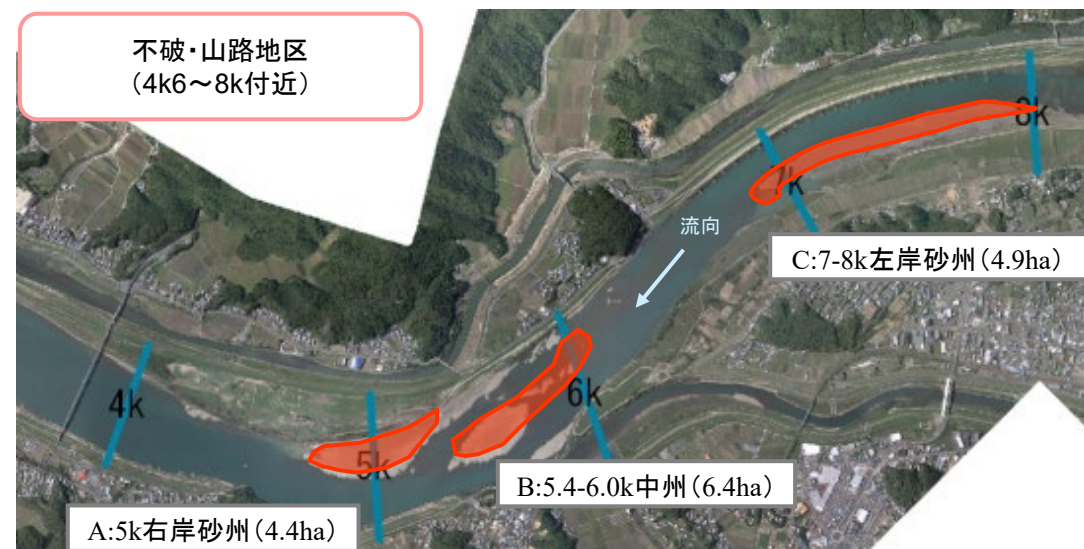 不破・山路地区
（4k6～8k付近）
8k
7k
流向
C:7-8k左岸砂州（4.9ha）
4k
6k
5k
B:5.4-6.0k中州（6.4ha）
A:5k右岸砂州（4.4ha）